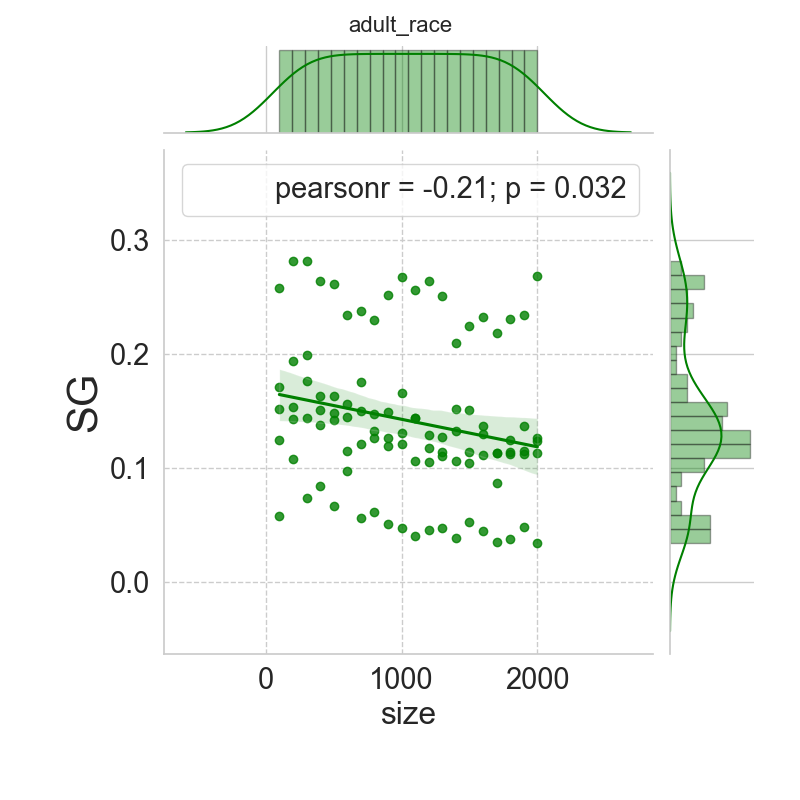 adult_race
pearsonr = -0.21; p = 0.032
SG
0.3
0.2
0.1
0.0
0 1000 2000
size